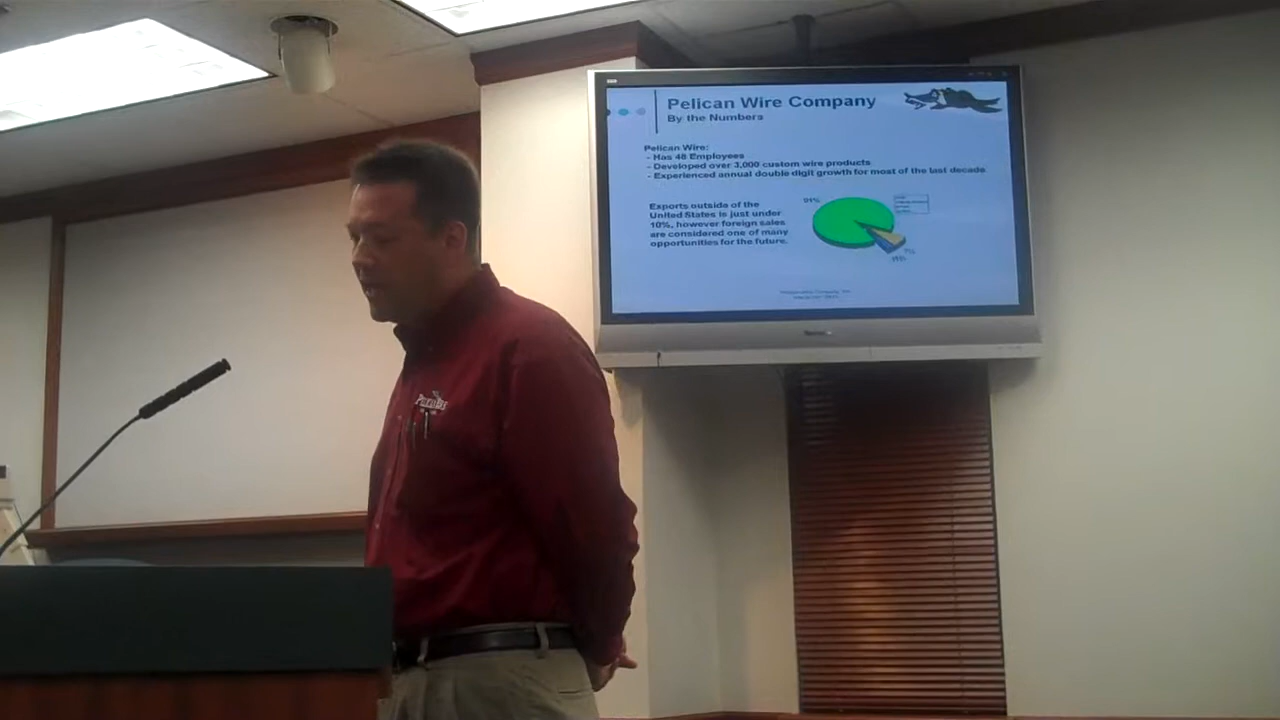 Pelican Wire Company
By the Numbers
Pelican Wire:
- Has 48 Employees
- Developed over 3,000 custom wire products
- Experienced annual double digit growth for most of the last decade
Exports outside of the
United States is just under
10%, however foreign sales
are considered one of many
opportunities for the future.
91%
7%